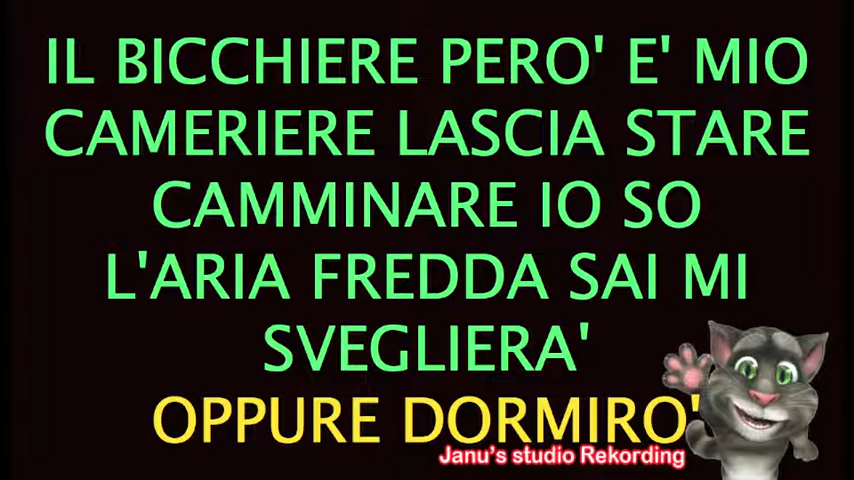 IL BICCHIERE PERO' E' MIO
CAMERIERE LASCIA STARE
CAMMINARE IO SO
L'ARIA FREDDA SAI MI
SVEGLIERA'
OPPURE DORMIRO'
Janu's studio Rekording